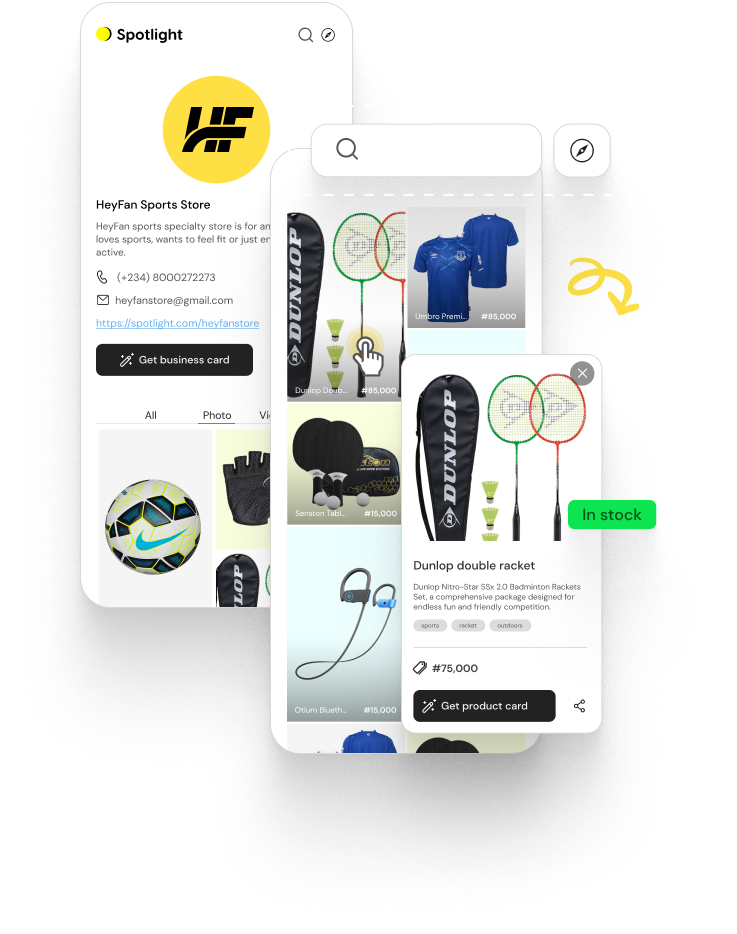 Spotlight
HF
HeyFan Sports Store
HeyFan sports specialty store is for an
loves sports, wants to feel fit or just en
active.
(+234) 8000272273
heyfanstore@gmail.com
https://spotlight.com/heyfanstore
Get business card
All
Photo
Vi
DUNLOP
Dunlop Doub...
₦85,000
Umbro Premi...
₦85,000
Senston Tabl...
₦15,000
Otium Blueth...
₦15,000
DUNLOP
In stock
Dunlop double racket
Dunlop Nitro-Star SSx 2.0 Badminton Rackets
Set, a comprehensive package designed for
endless fun and friendly competition.
sports
racket
outdoors
₦75,000
Get product card